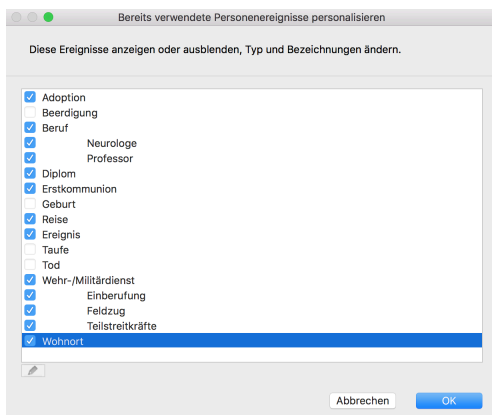 Bereits verwendete Personenereignisse personalisieren
Diese Ereignisse anzeigen oder ausblenden, Typ und Bezeichnungen ändern.
Adoption
Beerdigung
Beruf
Neurologe
Professor
Diplom
Erstkommunion
Geburt
Reise
Ereignis
Taufe
Tod
Wehr-/Militärdienst
Einberufung
Feldzug
Teilstreitkräfte
Wohnort
Abbrechen OK